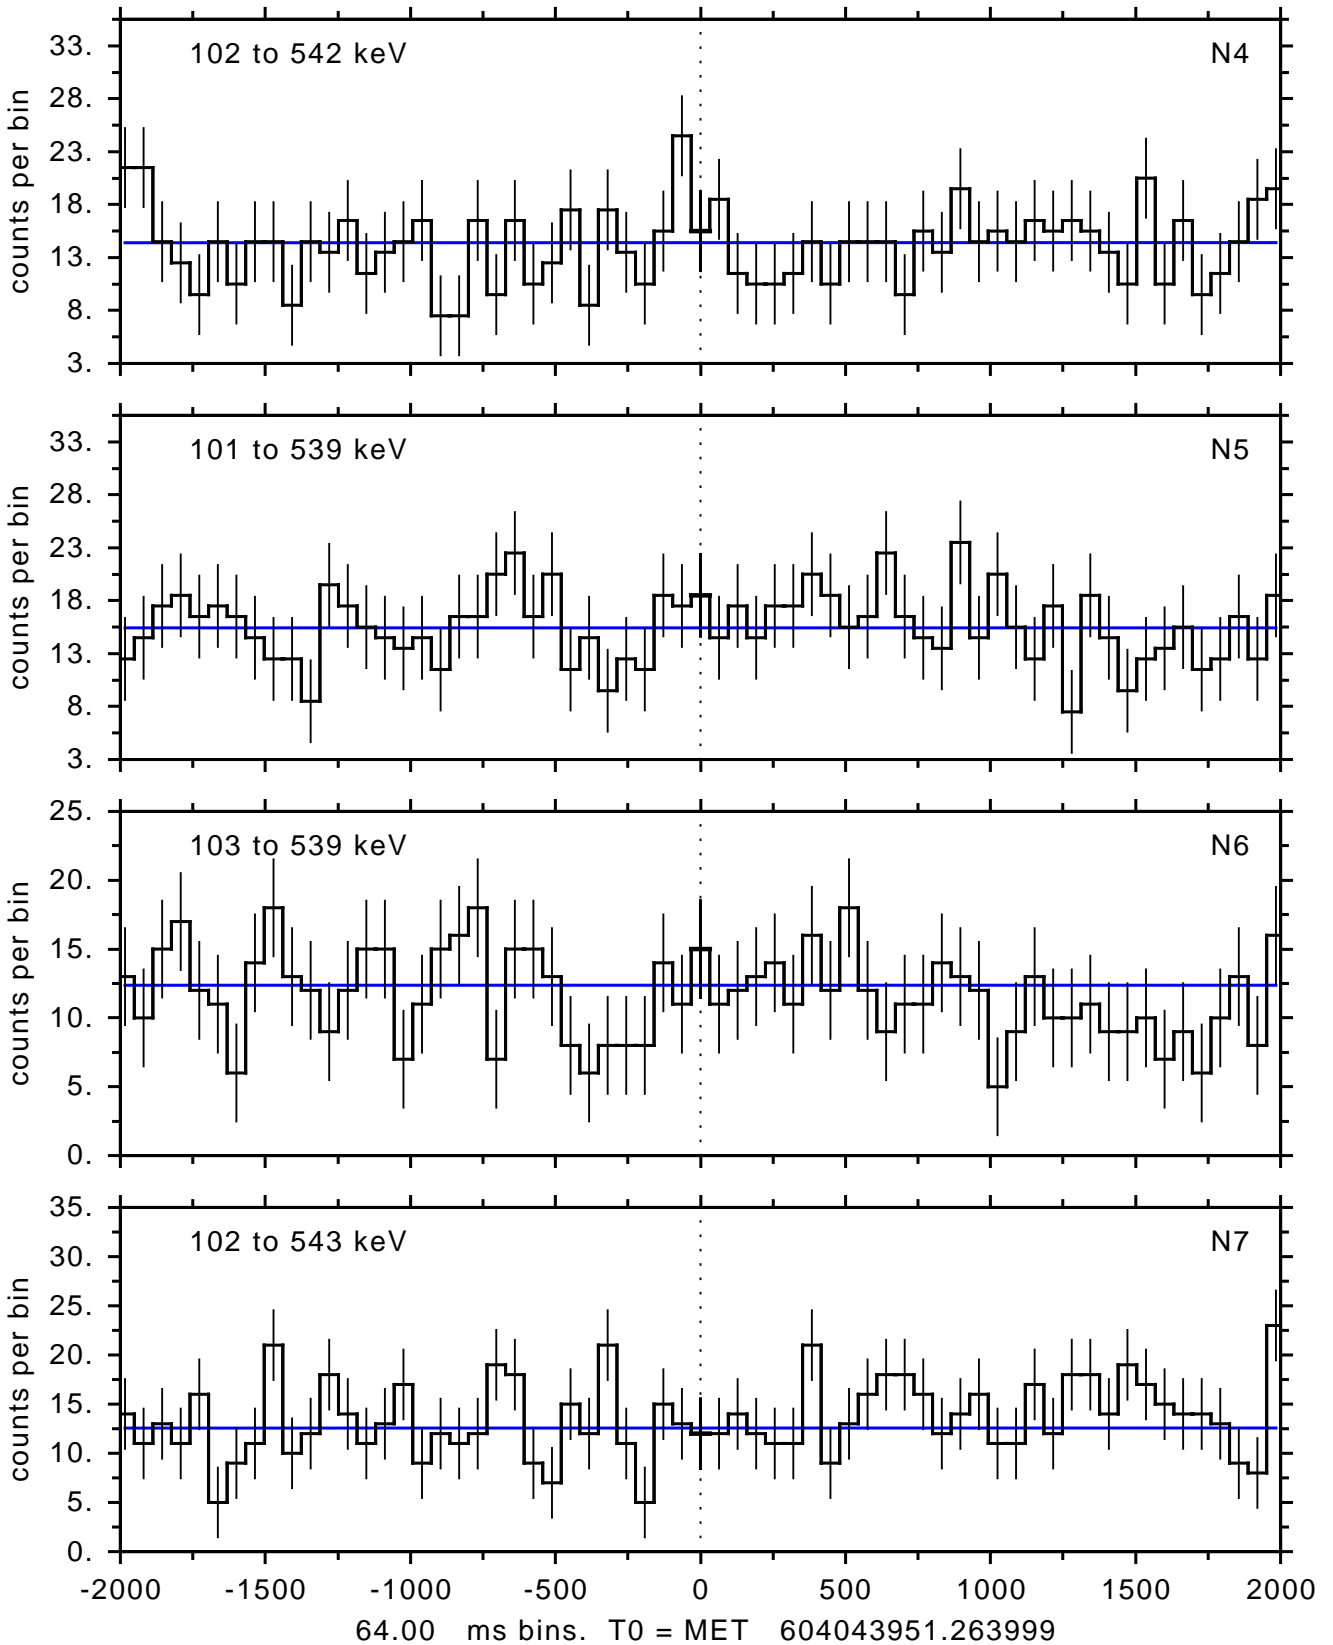 102 to 542 keV N4
33.
28.
23.
18.
13.
8.
3.
counts per bin
101 to 539 keV N5
33.
28.
23.
18.
13.
8.
3.
counts per bin
103 to 539 keV N6
25.
20.
15.
10.
5.
0.
counts per bin
102 to 543 keV N7
35.
30.
25.
20.
15.
10.
5.
0.
counts per bin
-2000 -1500 -1000 -500 0 500 1000 1500 2000
64.00 ms bins. T0 = MET 604043951.263999